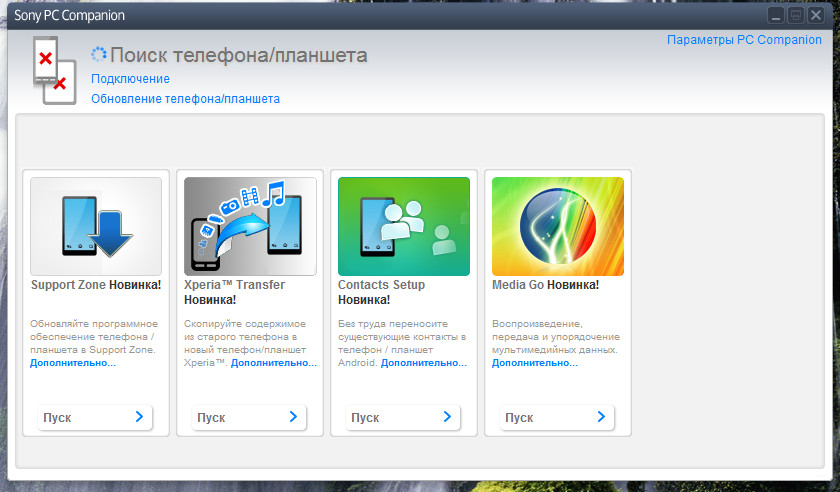 Sony PC Companion
Параметры PC Companion
Поиск телефона/планшета
Подключение
Обновление телефона/планшета
Support Zone Новинка!
Обновляйте программное
обеспечение телефона /
планшета в Support Zone.
Дополнительно...
Пуск
Xperia™ Transfer
Новинка!
Скопируйте содержимое
из старого телефона в
новый телефон/планшет
Xperia™. Дополнительно...
Пуск
Contacts Setup
Новинка!
Без труда переносите
существующие контакты в
телефон / планшет
Android. Дополнительно...
Пуск
Media Go Новинка!
Воспроизведение,
передача и упорядочение
мультимедийных данных.
Дополнительно...
Пуск